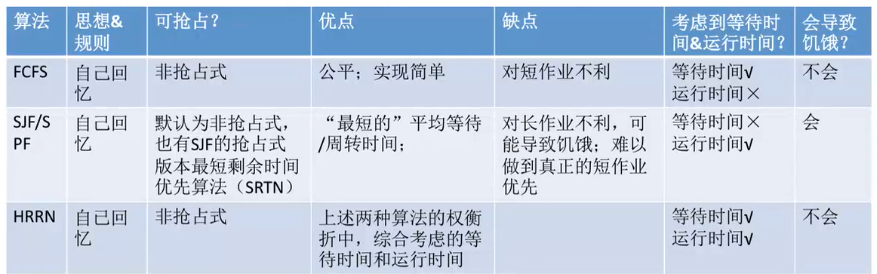 算法 思想& 可抢占? 优点 缺点 考虑到等待时 会导致
规则 间&运行时间? 饥饿?
FCFS 自己回 非抢占式 公平;实现简单 对短作业不利 等待时间√ 不会
忆 运行时间×
SJF/S 自己回 默认为非抢占式, “最短的”平均等待 对长作业不利,可 等待时间× 会
PF 忆 也有SJF的抢占式 /周转时间; 能导致饥饿;难以 运行时间√
版本最短剩余时间 做到真正的短作业
优先算法(SRTN) 优先
HRRN 自己回 非抢占式 上述两种算法的权衡 等待时间√ 不会
忆 折中,综合考虑的等 运行时间√
待时间和运行时间